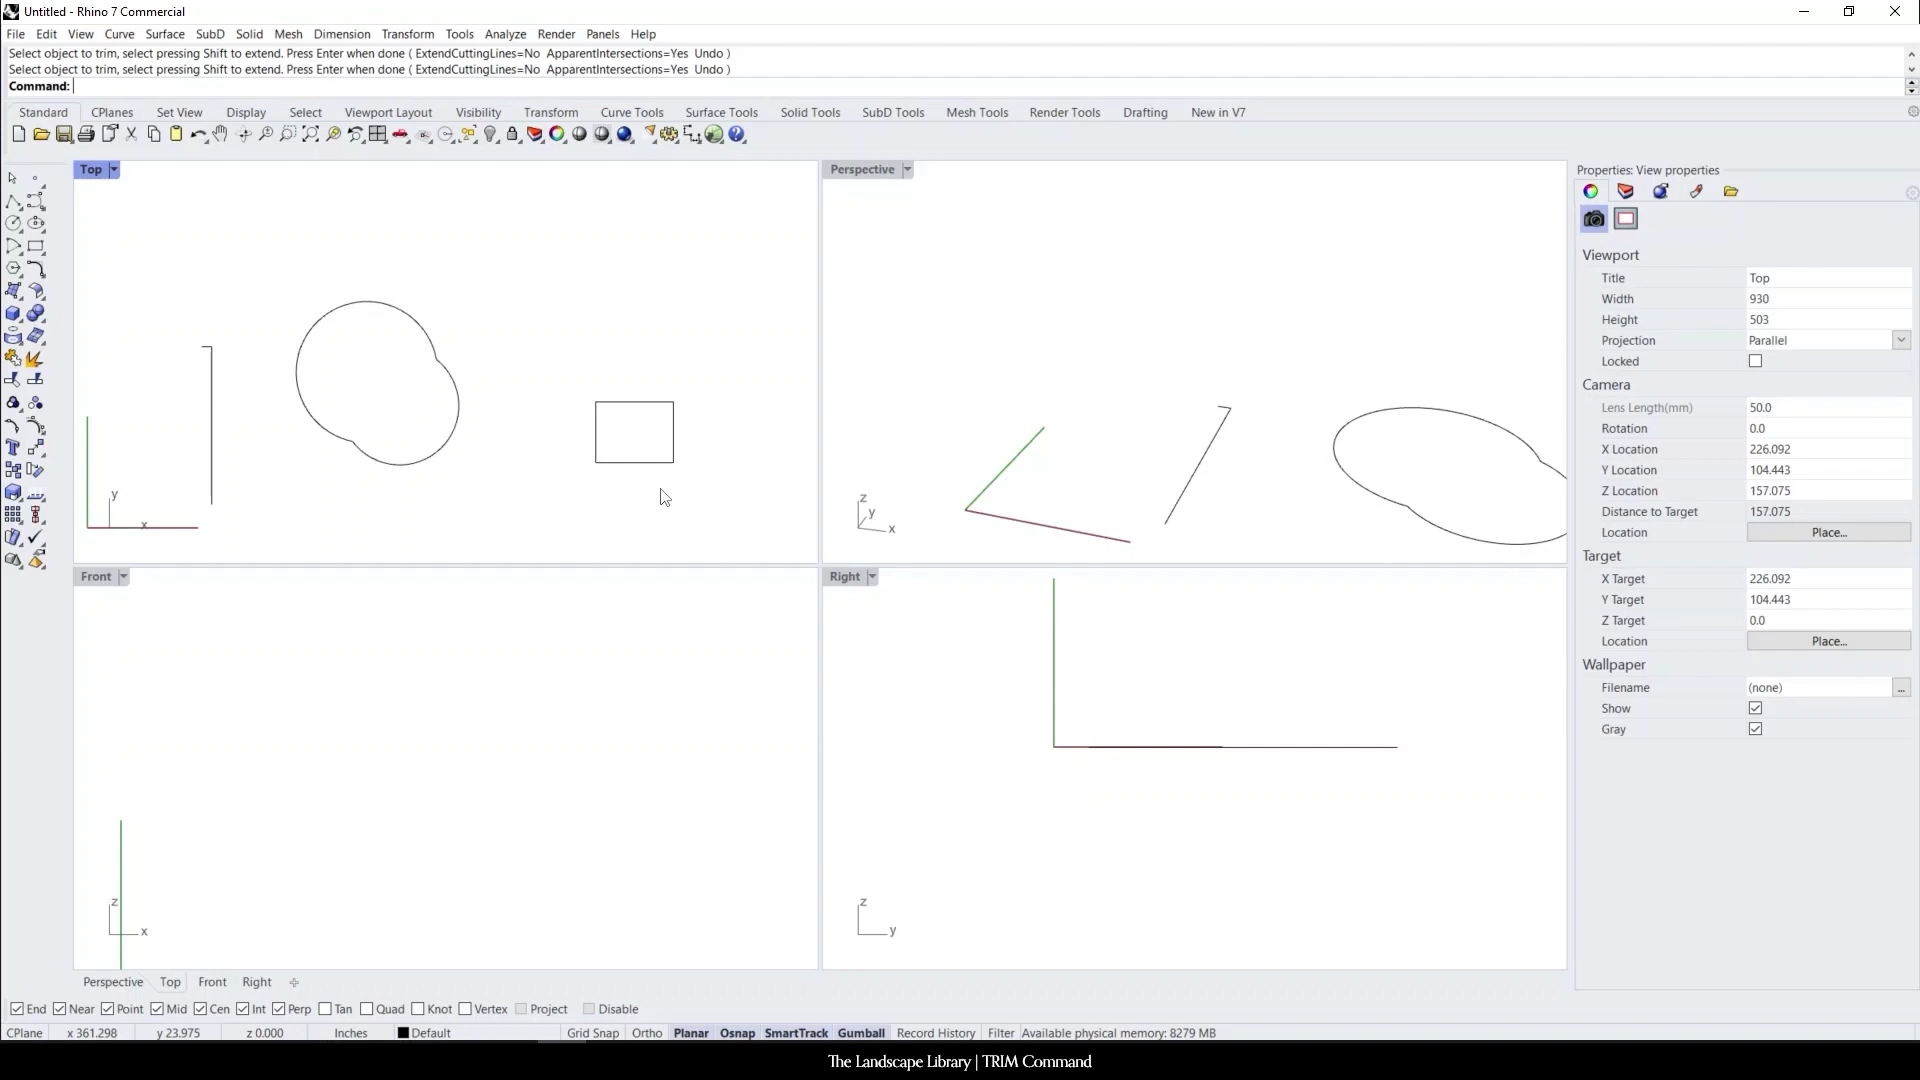 Untitled - Rhino 7 Commercial
File Edit View Curve Surface SubD Solid Mesh Dimension Transform Tools Analyze Render Panels Help
Select object to trim, select pressing Shift to extend. Press Enter when done ( ExtendCuttingLines=No ApparentIntersections=Yes Undo )
Select object to trim, select pressing Shift to extend. Press Enter when done ( ExtendCuttingLines=No ApparentIntersections=Yes Undo )
Command:
Standard CPlanes Set View Display Select Viewport Layout Visibility Transform Curve Tools Surface Tools Solid Tools SubD Tools Mesh Tools Render Tools Drafting New in V7
Top
y
x
Perspective
z
y
x
Front
z
x
Right
z
y
Properties: View properties
Viewport
Title Top
Width 930
Height 503
Projection Parallel
Locked
Camera
Lens Length(mm) 50.0
Rotation 0.0
X Location 226.092
Y Location 104.443
Z Location 157.075
Distance to Target 157.075
Location Place...
Target
X Target 226.092
Y Target 104.443
Z Target 0.0
Location Place...
Wallpaper
Filename (none) ...
Show
Gray
Perspective Top Front Right
End Near Point Mid Cen Int Perp Tan Quad Knot Vertex Project Disable
CPlane x 361.298 y 23.975 z 0.000 Inches Default Grid Snap Ortho Planar Osnap SmartTrack Gumball Record History Filter Available physical memory: 8279 MB
The Landscape Library | TRIM Command